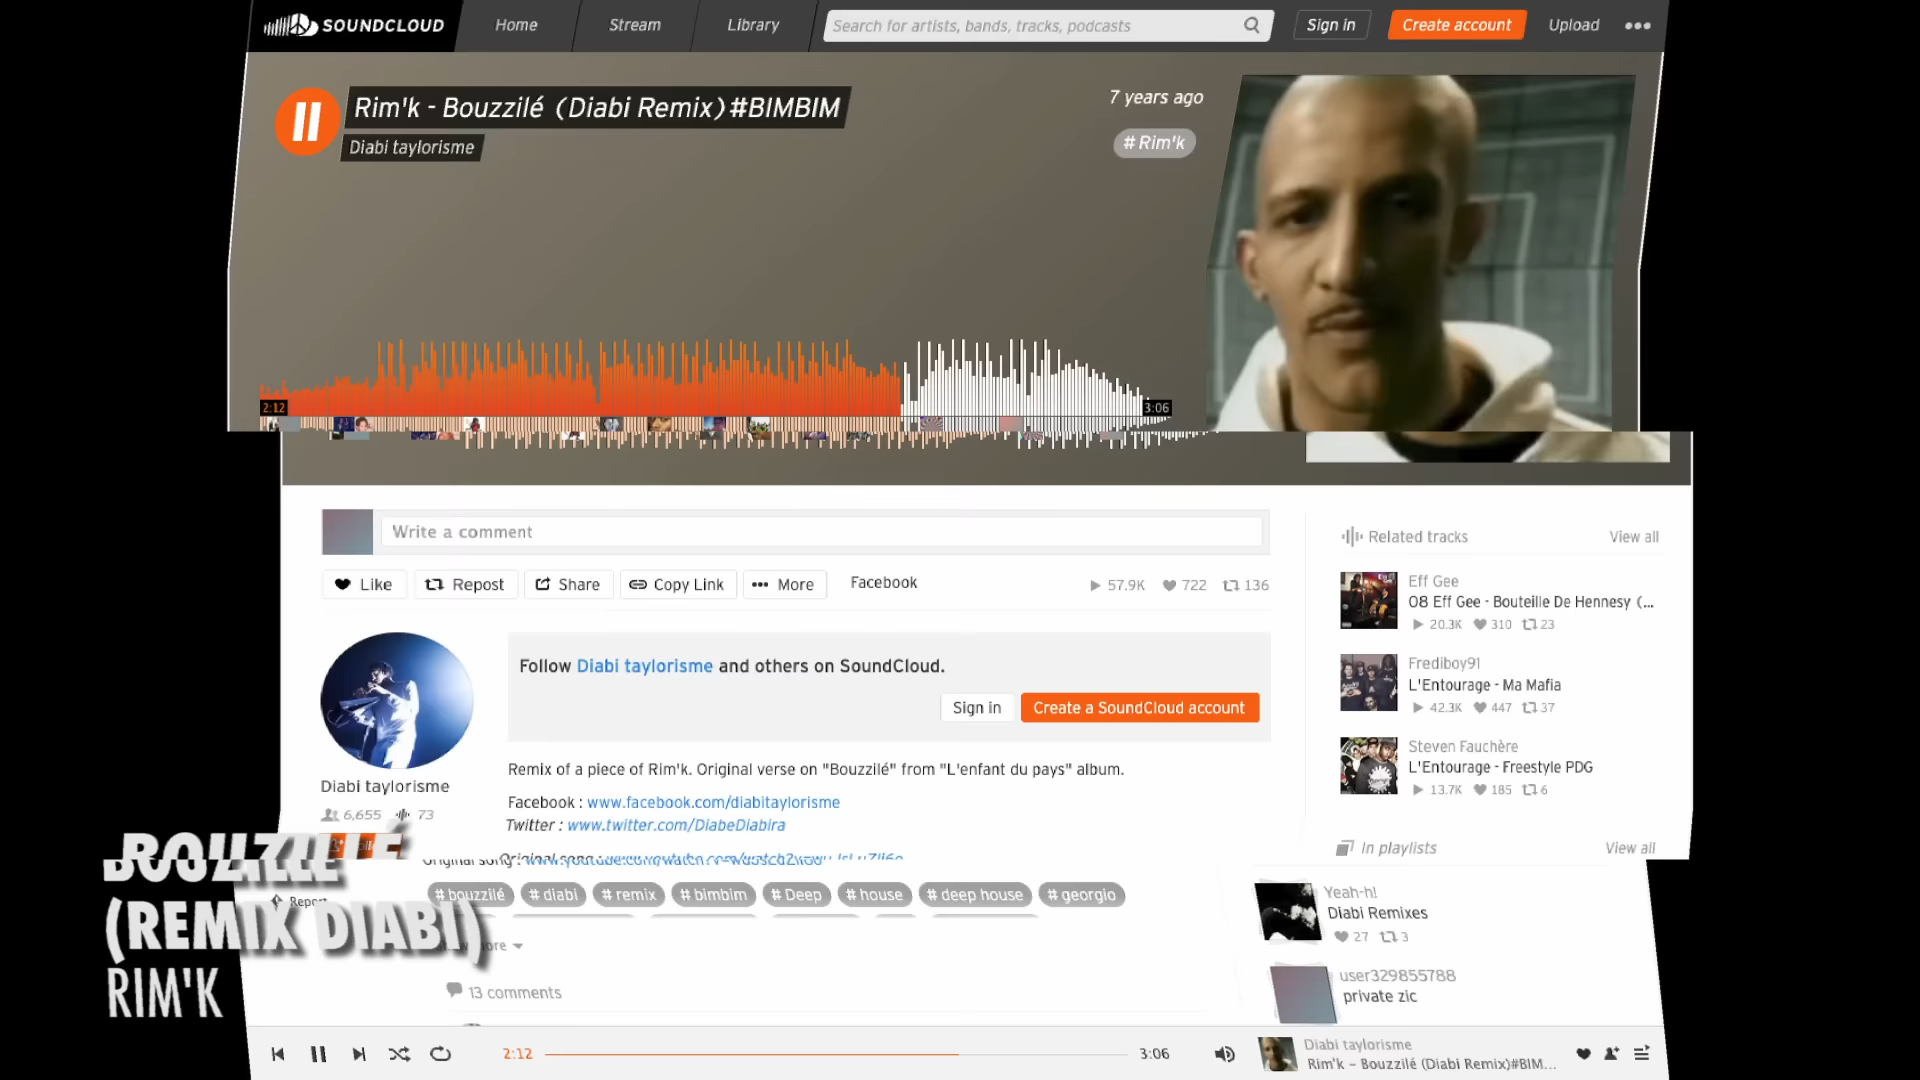 SOUNDCLOUD
Home
Stream
Library
Search for artists, bands, tracks, podcasts
Sign in
Create account
Upload
Rim'k - Bouzzilé (Diabi Remix)#BIMBIM
Diabi taylorisme
7 years ago
# Rim'k
2:12
3:06
Write a comment
Like
Repost
Share
Copy Link
More
Facebook
57.9K
722
136
Follow Diabi taylorisme and others on SoundCloud.
Sign in
Create a SoundCloud account
Diabi taylorisme
6,655
73
Remix of a piece of Rim'k. Original verse on "Bouzzilé" from "L'enfant du pays" album.
Facebook : www.facebook.com/diabitaylorisme
Twitter : www.twitter.com/DiabeDiabira
Original song :
# bouzzilé
# diabi
# remix
# bimbim
# Deep
# house
# deep house
# georgio
Report
more
13 comments
Related tracks
View all
Eff Gee
08 Eff Gee - Bouteille De Hennesy (...
20.3K
310
23
Frediboy91
L'Entourage - Ma Mafia
42.3K
447
37
Steven Fauchère
L'Entourage - Freestyle PDG
13.7K
185
6
In playlists
View all
Yeah-h!
Diabi Remixes
27
3
user329855788
private zic
BOUZILLÉ
(REMIX DIABI)
RIM'K
2:12
3:06
Diabi taylorisme
Rim'k – Bouzzilé (Diabi Remix)#BIM...